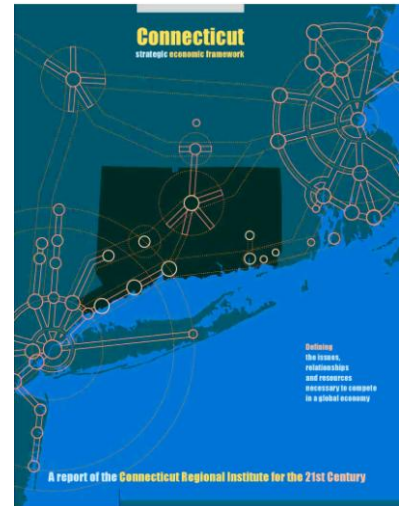 Connecticut
strategic economic framework
Defining
the issues,
relationships
and resources
necessary to compete
in a global economy
A report of the Connecticut Regional Institute for the 21st Century